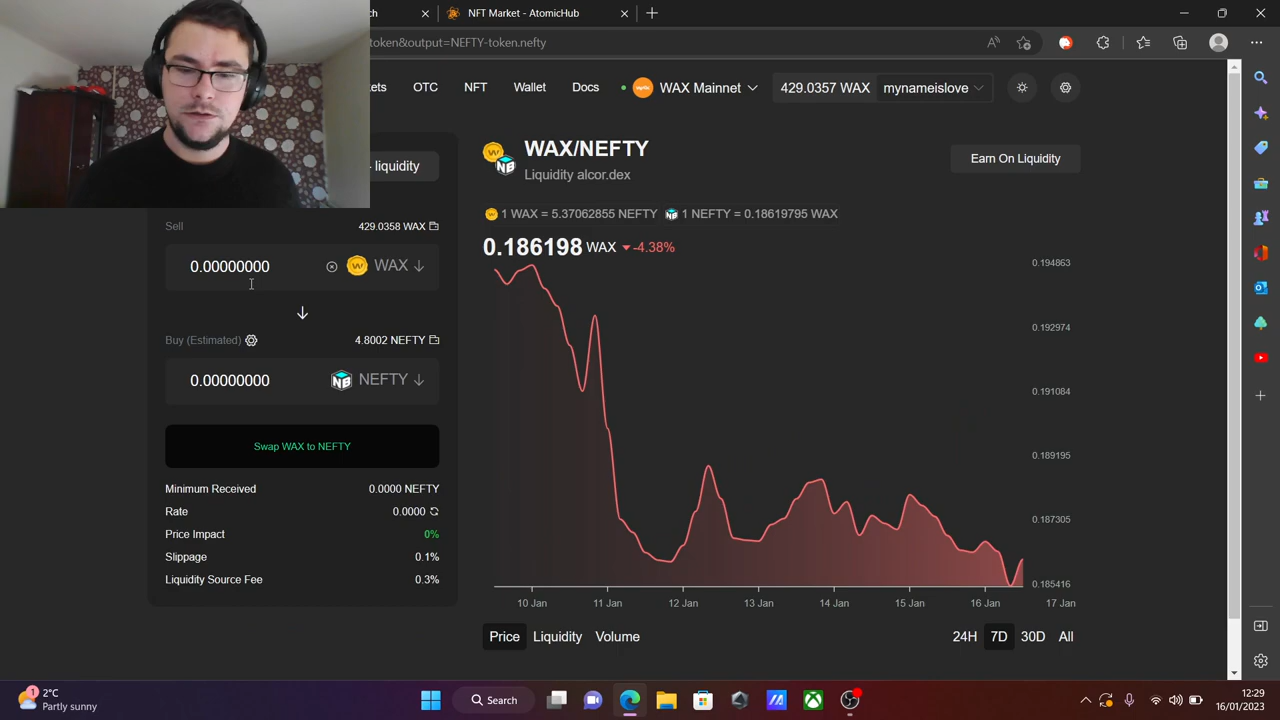 ch
NFT Market - AtomicHub
token&output=NEFTY-token.nefty
ets
OTC
NFT
Wallet
Docs
WAX Mainnet
429.0357 WAX
mynameislove
liquidity
WAX/NEFTY
Liquidity alcor.dex
Earn On Liquidity
Sell
429.0358 WAX
1 WAX = 5.37062855 NEFTY
1 NEFTY = 0.18619795 WAX
0.186198 WAX -4.38%
0.00000000
WAX
Buy (Estimated)
4.8002 NEFTY
0.00000000
NB
NEFTY
Swap WAX to NEFTY
Minimum Received
0.0000 NEFTY
Rate
0.0000
Price Impact
0%
Slippage
0.1%
Liquidity Source Fee
0.3%
0.194863
0.192974
0.191084
0.189195
0.187305
0.185416
10 Jan
11 Jan
12 Jan
13 Jan
14 Jan
15 Jan
16 Jan
17 Jan
Price
Liquidity
Volume
24H
7D
30D
All
1
2°C
Partly sunny
Search
12:29
16/01/2023